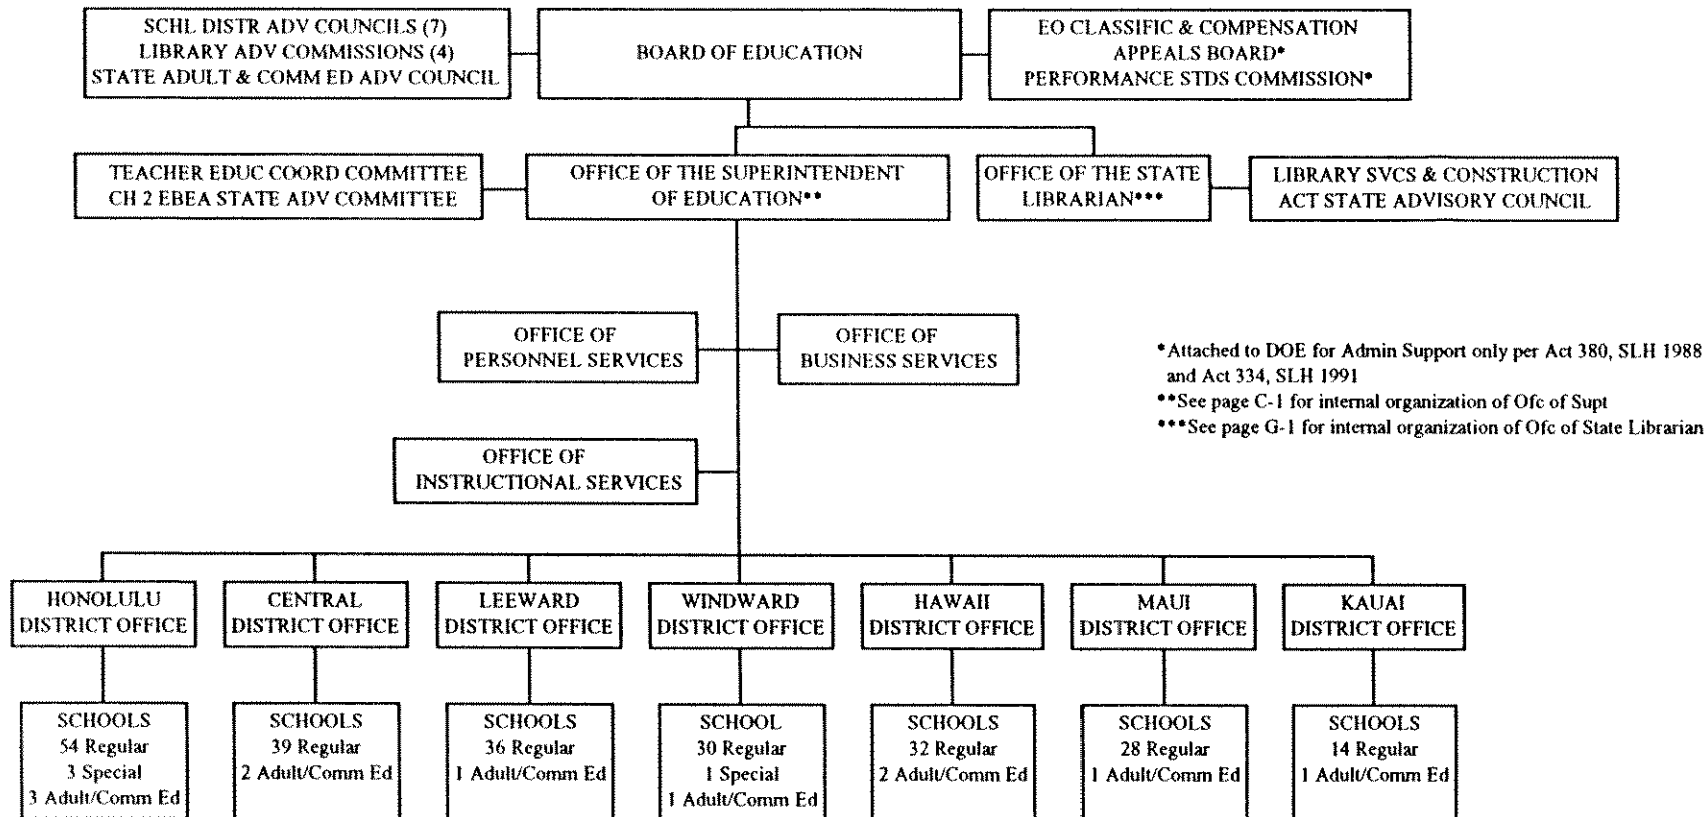 SCHL DISTR ADV COUNCILS (7)
LIBRARY ADV COMMISSIONS (4)
STATE ADULT & COMM ED ADV COUNCIL
BOARD OF EDUCATION
EO CLASSIFIC & COMPENSATION
APPEALS BOARD*
PERFORMANCE STDS COMMISSION*
TEACHER EDUC COORD COMMITTEE
CH 2 EBEA STATE ADV COMMITTEE
OFFICE OF THE SUPERINTENDENT
OF EDUCATION**
OFFICE OF THE STATE
LIBRARIAN***
LIBRARY SVCS & CONSTRUCTION
ACT STATE ADVISORY COUNCIL
OFFICE OF
PERSONNEL SERVICES
OFFICE OF
BUSINESS SERVICES
*Attached to DOE for Admin Support only per Act 380, SLH 1988
and Act 334, SLH 1991
**See page C-1 for internal organization of Ofc of Supt
***See page G-1 for internal organization of Ofc of State Librarian
OFFICE OF
INSTRUCTIONAL SERVICES
HONOLULU
DISTRICT OFFICE
CENTRAL
DISTRICT OFFICE
LEEWARD
DISTRICT OFFICE
WINDWARD
DISTRICT OFFICE
HAWAII
DISTRICT OFFICE
MAUI
DISTRICT OFFICE
KAUAI
DISTRICT OFFICE
SCHOOLS
54 Regular
3 Special
3 Adult/Comm Ed
SCHOOLS
39 Regular
2 Adult/Comm Ed
SCHOOLS
36 Regular
1 Adult/Comm Ed
SCHOOL
30 Regular
1 Special
1 Adult/Comm Ed
SCHOOLS
32 Regular
2 Adult/Comm Ed
SCHOOLS
28 Regular
1 Adult/Comm Ed
SCHOOLS
14 Regular
1 Adult/Comm Ed